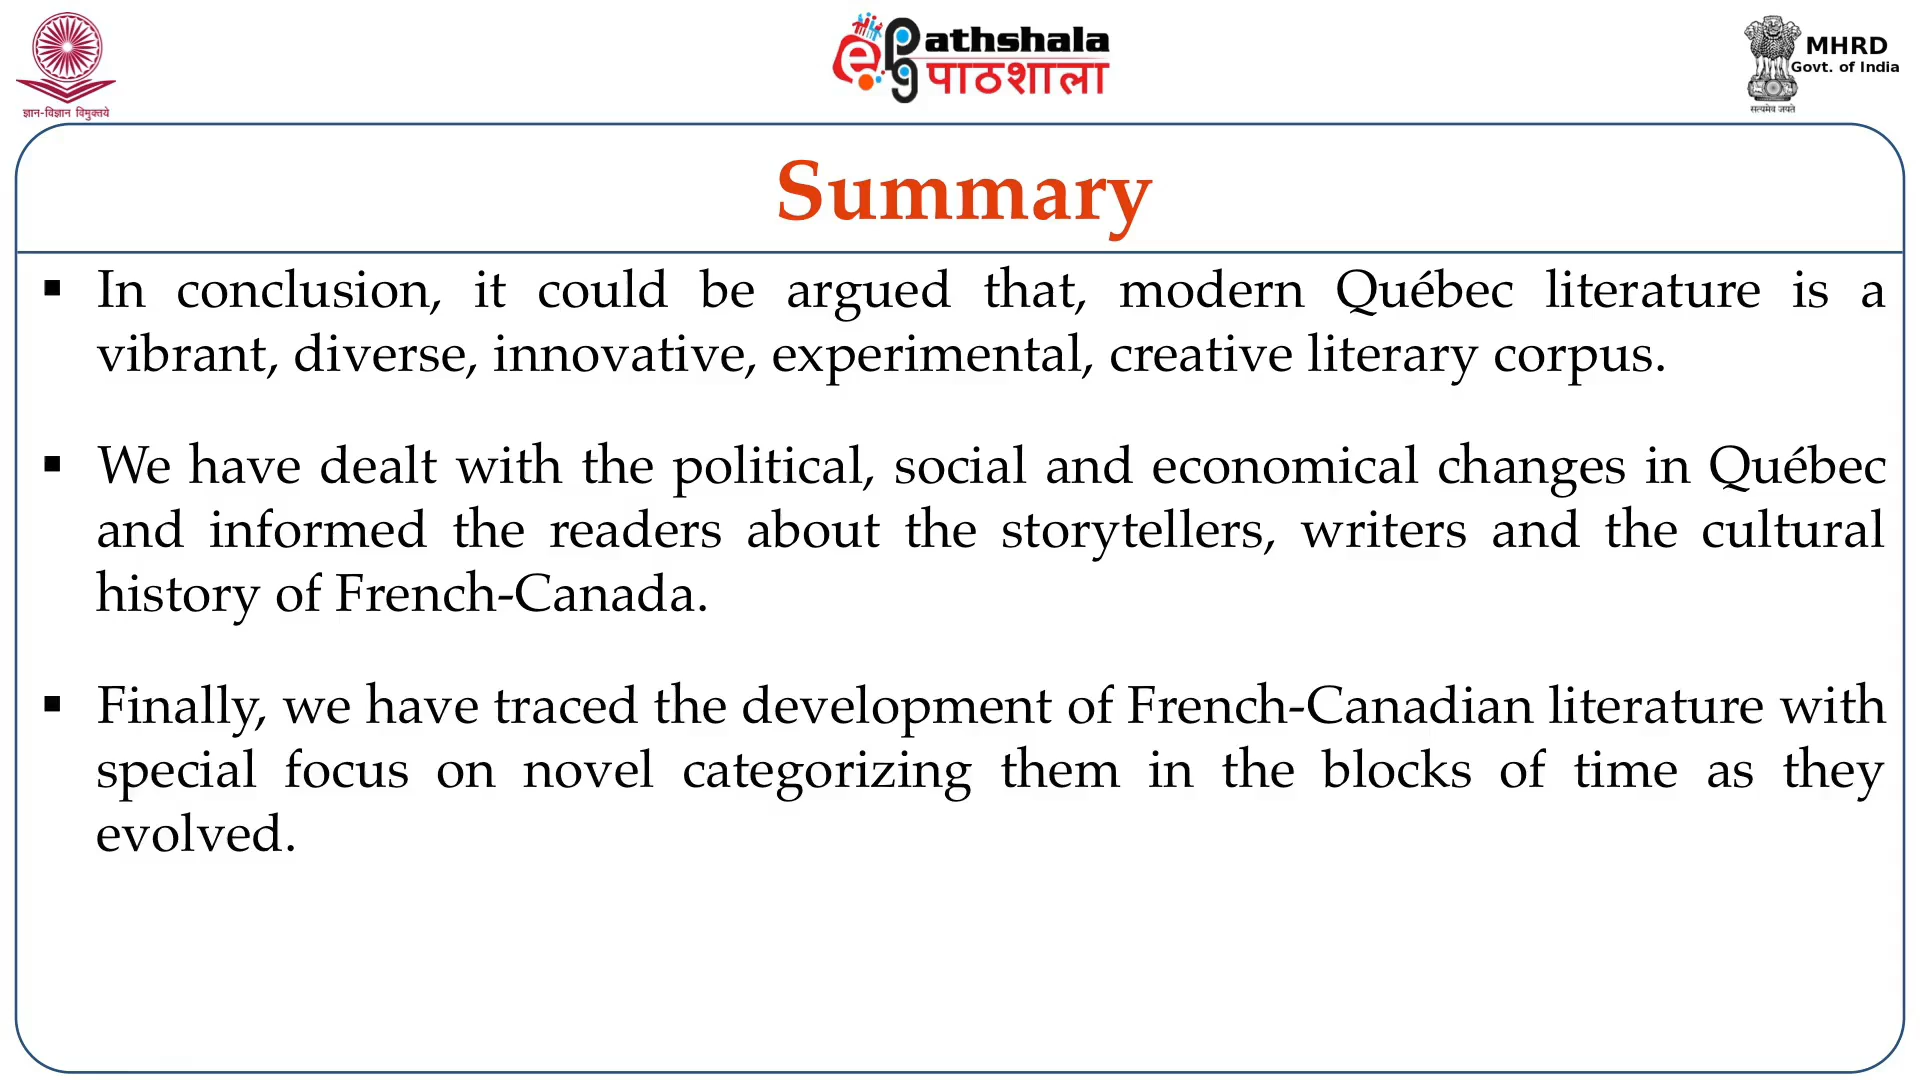 ज्ञान-विज्ञान विमुक्तये
ePG Pathshala
पाठशाला
MHRD
Govt. of India
सत्यमेव जयते
Summary
▪ In conclusion, it could be argued that, modern Québec literature is a
vibrant, diverse, innovative, experimental, creative literary corpus.
▪ We have dealt with the political, social and economical changes in Québec
and informed the readers about the storytellers, writers and the cultural
history of French-Canada.
▪ Finally, we have traced the development of French-Canadian literature with
special focus on novel categorizing them in the blocks of time as they
evolved.